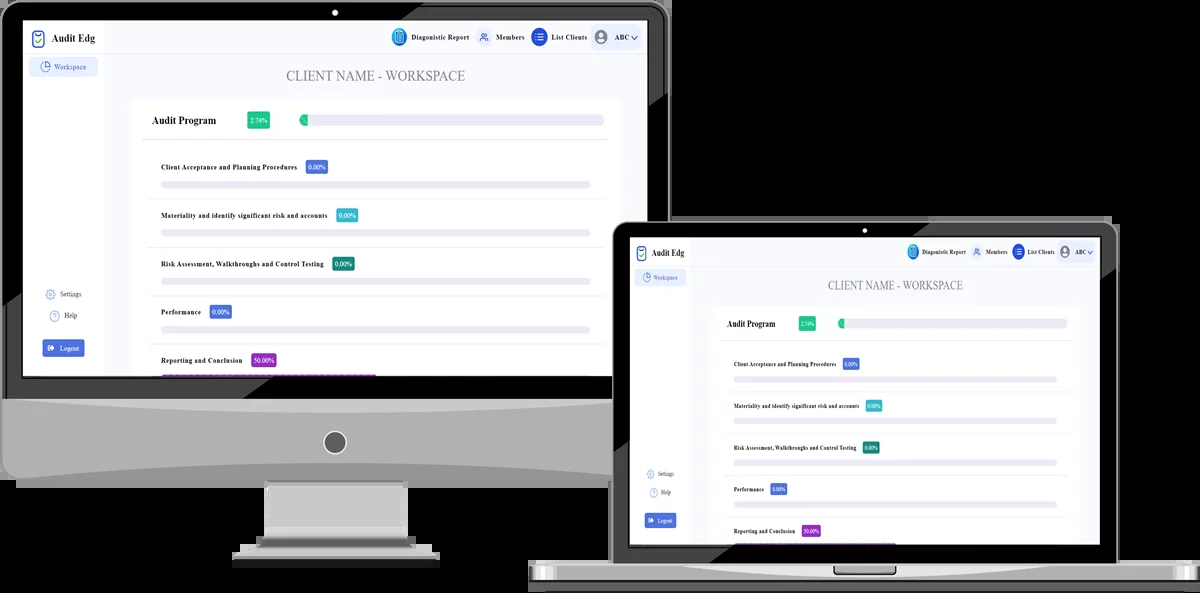 Audit Edg
Diagonistic Report
Members
List Clients
ABC
Workspace
CLIENT NAME - WORKSPACE
Audit Program
2.74%
Client Acceptance and Planning Procedures
0.00%
Materiality and identify significant risk and accounts
0.00%
Risk Assessment, Walkthroughs and Control Testing
0.00%
Performance
0.00%
Reporting and Conclusion
50.00%
Settings
Help
Logout
Audit Edg
Diagonistic Report
Members
List Clients
ABC
Workspace
CLIENT NAME - WORKSPACE
Audit Program
2.74%
Client Acceptance and Planning Procedures
0.00%
Materiality and identify significant risk and accounts
0.00%
Risk Assessment, Walkthroughs and Control Testing
0.00%
Performance
0.00%
Reporting and Conclusion
50.00%
Settings
Help
Logout